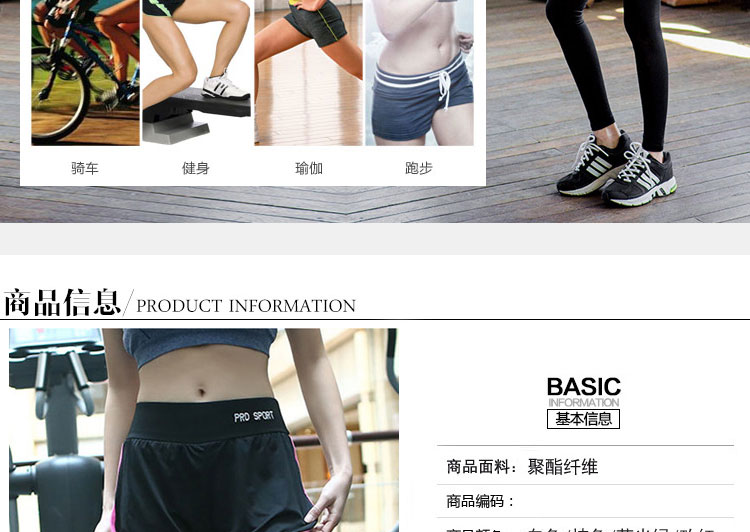 骑车 健身 瑜伽 跑步
商品信息/PRODUCT INFORMATION
PRO SPORT
BASIC
INFORMATION
基本信息
商品面料：聚酯纤维
商品编码：